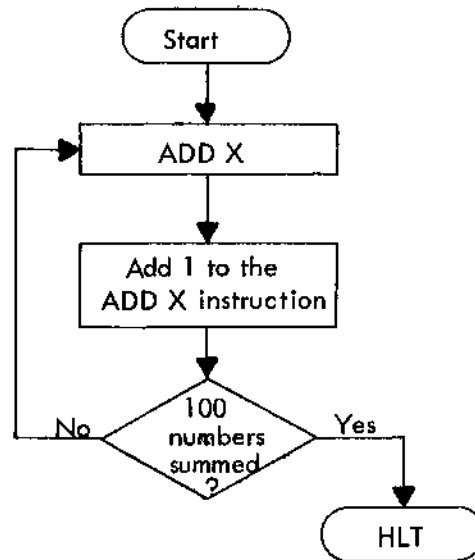 Start
ADD X
Add 1 to the
ADD X instruction
100
numbers
summed
?
No
Yes
HLT